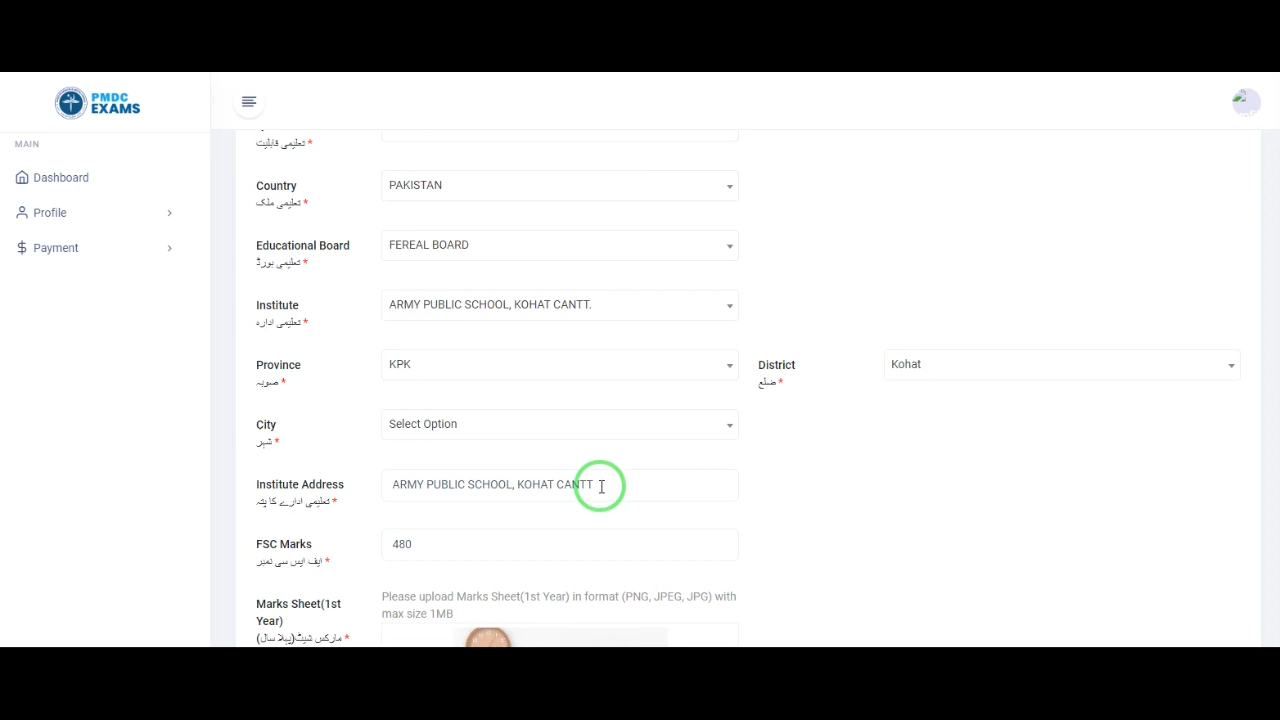 PMDC
EXAMS
MAIN
Dashboard
Profile
Payment
تعلیمی قابلیت *
Country
تعلیمی ملک *
PAKISTAN
Educational Board
تعلیمی بورڈ *
FEREAL BOARD
Institute
تعلیمی ادارہ *
ARMY PUBLIC SCHOOL, KOHAT CANTT.
Province
صوبہ *
KPK
District
ضلع *
Kohat
City
شہر *
Select Option
Institute Address
تعلیمی ادارے کا پتہ *
ARMY PUBLIC SCHOOL, KOHAT CANTT
FSC Marks
ایف ایس سی نمبر *
480
Marks Sheet(1st
Year)
مارکس شیٹ(پہلا سال) *
Please upload Marks Sheet(1st Year) in format (PNG, JPEG, JPG) with
max size 1MB